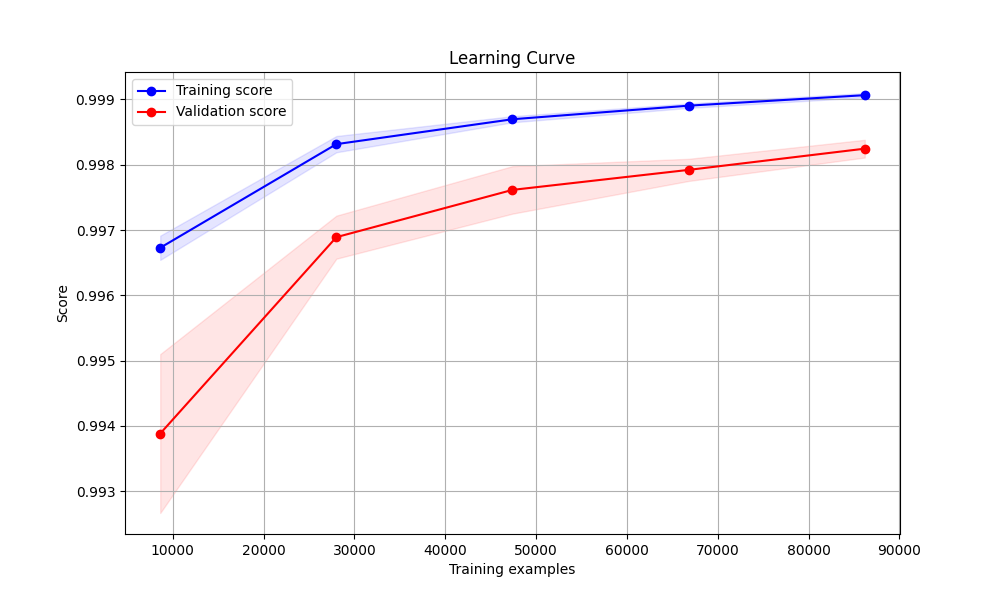 Learning Curve
Training score
Validation score
0.999
0.998
0.997
0.996
0.995
0.994
0.993
Score
10000 20000 30000 40000 50000 60000 70000 80000 90000
Training examples